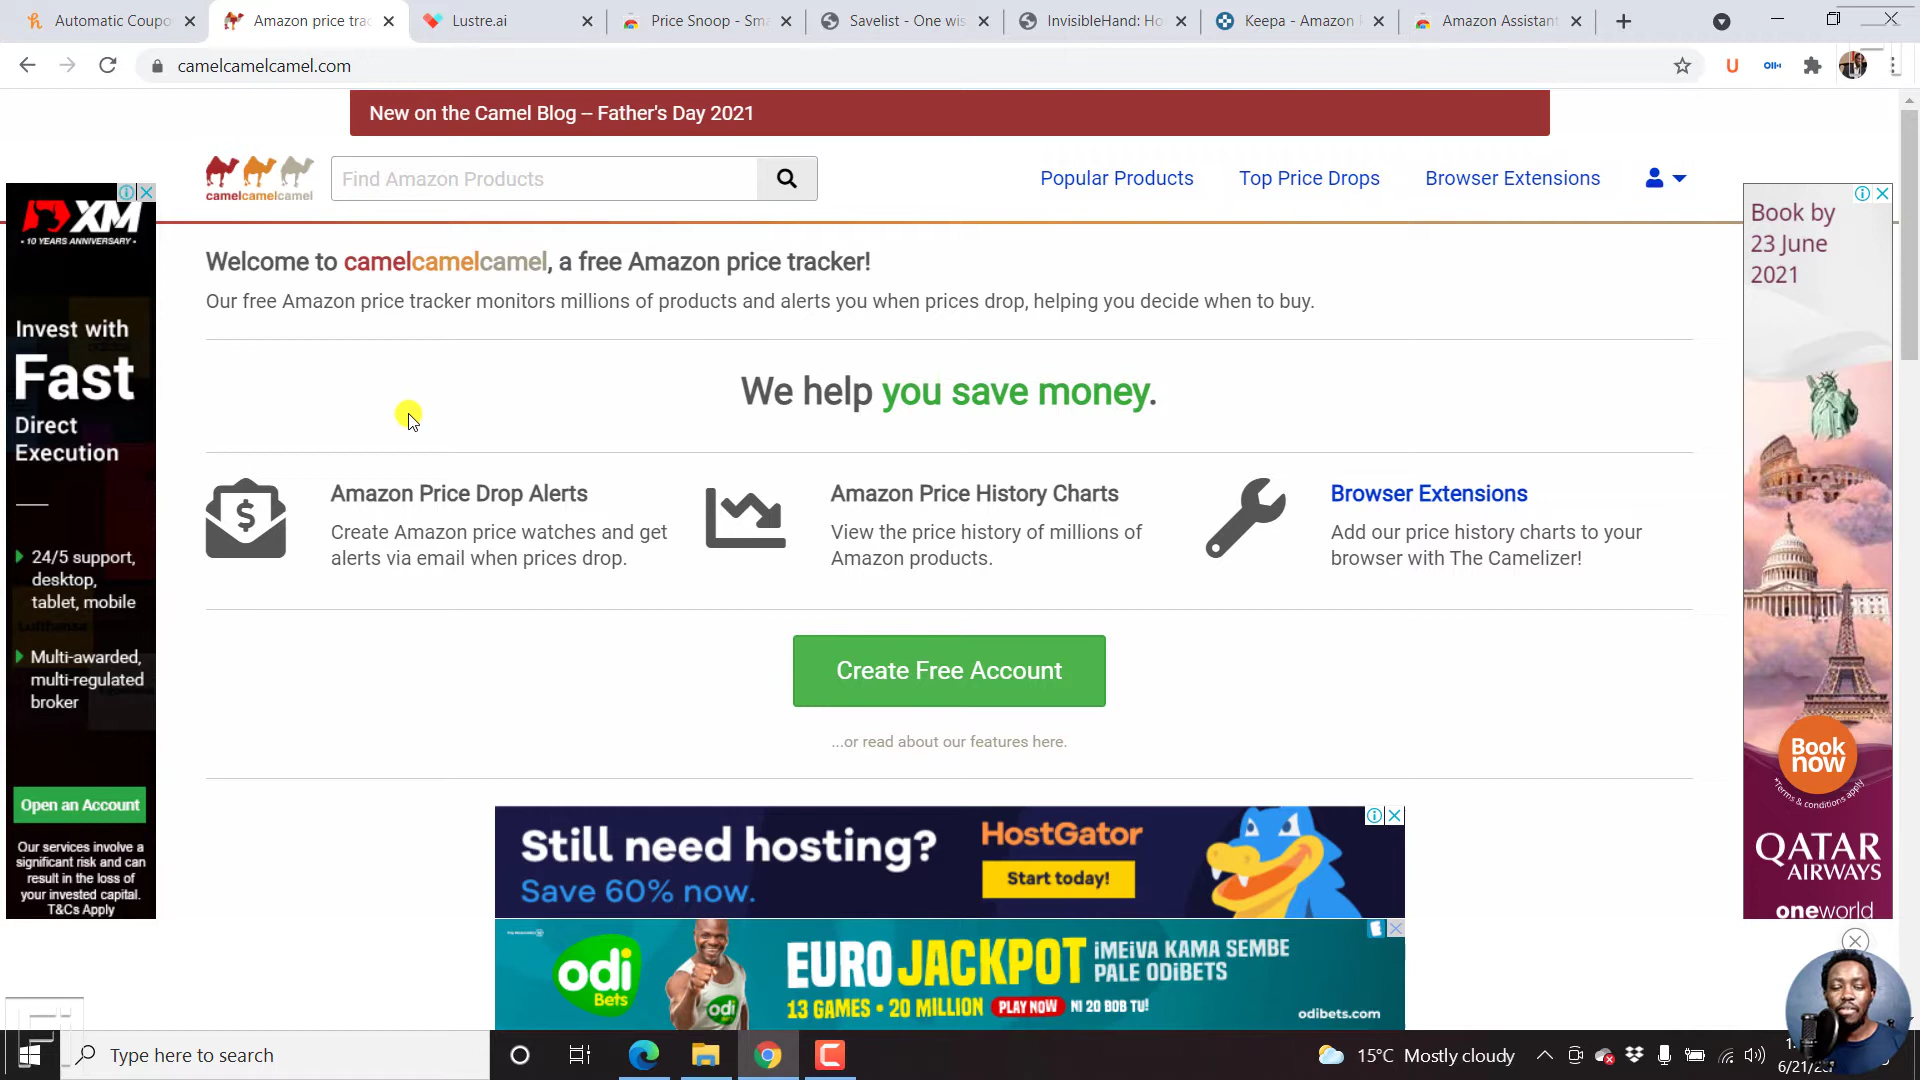 Automatic Coupo
Amazon price trac
Lustre.ai
Price Snoop - Sma
Savelist - One wis
InvisibleHand: Ho
Keepa - Amazon
Amazon Assistant
camelcamelcamel.com
New on the Camel Blog – Father's Day 2021
camelcamelcamel
Find Amazon Products
Popular Products
Top Price Drops
Browser Extensions
XM
• 10 YEARS ANNIVERSARY •
Invest with
Fast
Direct
Execution
24/5 support,
desktop,
tablet, mobile
Multi-awarded,
multi-regulated
broker
Open an Account
Our services involve a
significant risk and can
result in the loss of
your invested capital.
T&Cs Apply
Welcome to camelcamelcamel, a free Amazon price tracker!
Our free Amazon price tracker monitors millions of products and alerts you when prices drop, helping you decide when to buy.
We help you save money.
Amazon Price Drop Alerts
Create Amazon price watches and get
alerts via email when prices drop.
Amazon Price History Charts
View the price history of millions of
Amazon products.
Browser Extensions
Add our price history charts to your
browser with The Camelizer!
Create Free Account
...or read about our features here.
Still need hosting?
Save 60% now.
HostGator
Start today!
odi
Bets
odi
EURO JACKPOT
iMEiVA KAMA SEMBE
PALE ODiBETS
13 GAMES • 20 MILLION PLAY NOW Ni 20 BOB TU!
odibets.com
Book by
23 June
2021
Book
now
*Terms & conditions apply
QATAR
AIRWAYS
oneworld
Type here to search
15°C Mostly cloudy